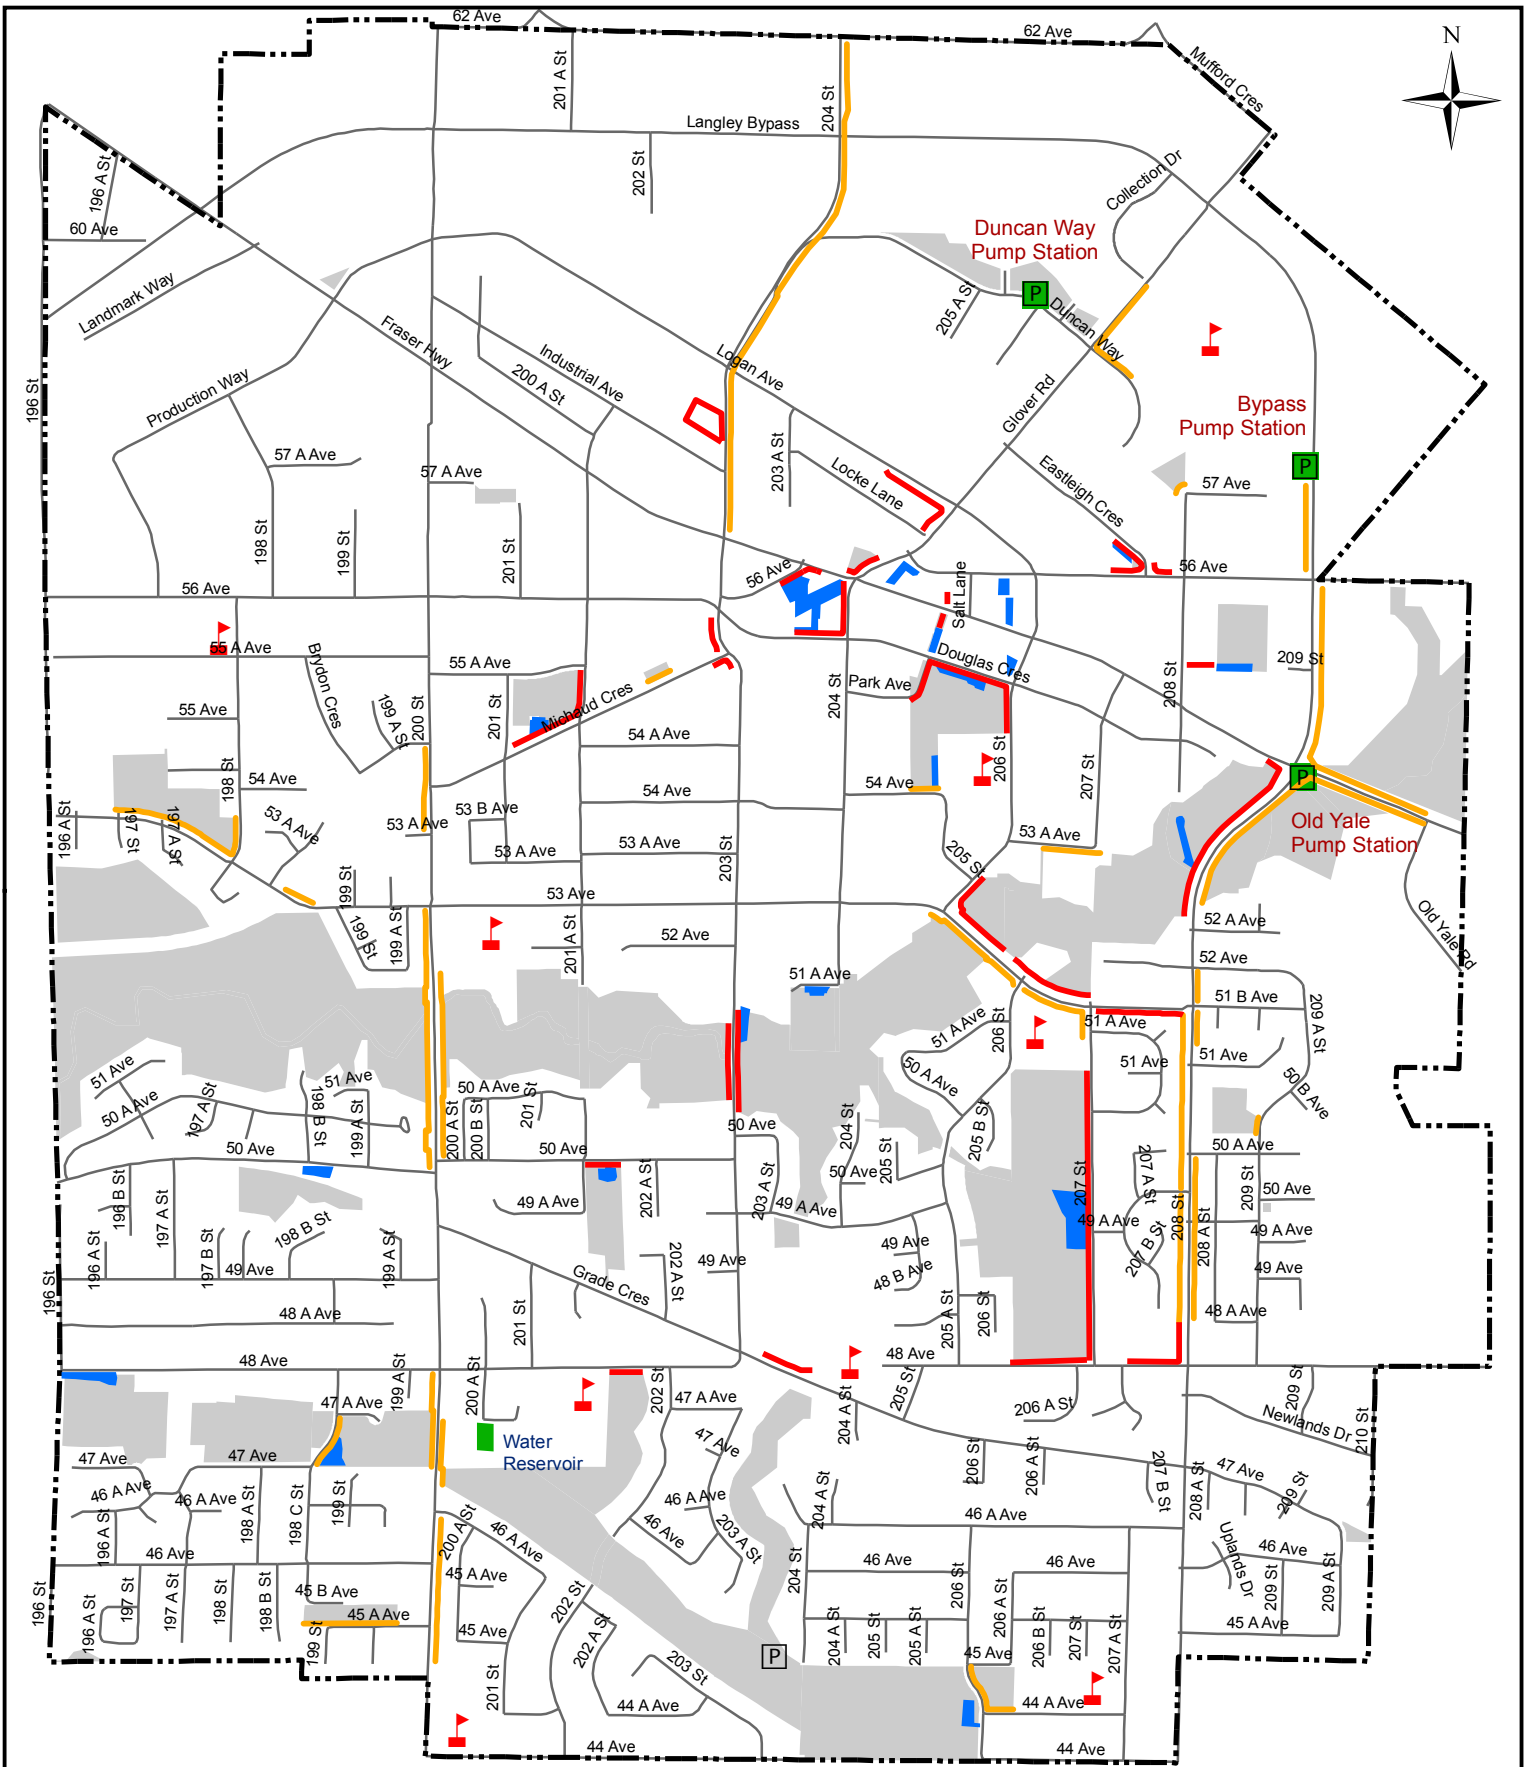 62 Ave
62 Ave
N
Mufford Cres
201 A St
204 St
Langley Bypass
196 A St
202 St
Collection Dr
60 Ave
Duncan Way
Pump Station
P
Landmark Way
205 A St
Duncan Way
Fraser Hwy
Industrial Ave
Logan Ave
200 A St
196 St
Production Way
Glover Rd
Bypass
Pump Station
P
203 A St
Locke Lane
Eastleigh Cres
57 A Ave
57 A Ave
57 Ave
198 St
199 St
201 St
56 Ave
56 Ave
56 Ave
Salt Lane
55 A Ave
Brydon Cres
55 A Ave
Michaud Cres
Douglas Cres
Park Ave
204 St
208 St
209 St
55 Ave
199 A St
200 St
201 St
54 A Ave
206 St
207 St
198 St
54 Ave
54 Ave
54 Ave
P
Old Yale
Pump Station
196 A St
197 St
197 A St
53 A Ave
53 A Ave
53 B Ave
53 A Ave
53 A Ave
203 St
53 A Ave
205 St
199 St
53 Ave
199 St
199 A St
201 A St
52 Ave
52 A Ave
Old Yale Rd
52 Ave
51 A Ave
51 B Ave
209 A St
51 A Ave
206 St
51 A Ave
51 Ave
51 Ave
50 A Ave
51 Ave
51 Ave
50 A Ave
197 A St
198 B St
199 A St
50 A Ave
200 A St
200 B St
201 St
50 B Ave
50 Ave
50 Ave
50 Ave
204 St
205 St
205 B St
50 A Ave
50 Ave
207 St
207 A St
208 St
208 A St
209 St
50 Ave
196 B St
197 A St
49 A Ave
202 A St
203 A St
49 A Ave
49 A Ave
207 B St
49 A Ave
196 A St
197 B St
198 B St
199 A St
49 Ave
49 Ave
48 B Ave
49 Ave
49 Ave
196 St
Grade Cres
202 A St
201 St
205 A St
206 St
48 A Ave
48 A Ave
48 Ave
48 Ave
199 A St
200 A St
202 St
204 A St
205 St
206 A St
209 St
Newlands Dr
210 St
47 A Ave
47 A Ave
47 Ave
Water
Reservoir
47 Ave
47 Ave
206 St
206 A St
207 B St
208 A St
47 Ave
209 St
46 A Ave
46 A Ave
196 A St
198 A St
198 C St
199 St
46 A Ave
46 Ave
203 A St
204 A St
46 A Ave
200 A St
46 A Ave
46 Ave
204 St
46 Ave
206 St
46 Ave
Uplands Dr
46 Ave
209 St
209 A St
45 A Ave
196 St
196 A St
197 St
197 A St
198 St
198 B St
45 B Ave
45 A Ave
199 St
45 Ave
201 St
202 St
202 A St
203 St
P
204 A St
205 St
205 A St
206 A St
206 B St
207 St
207 A St
45 Ave
45 A Ave
44 A Ave
44 A Ave
44 Ave
44 Ave